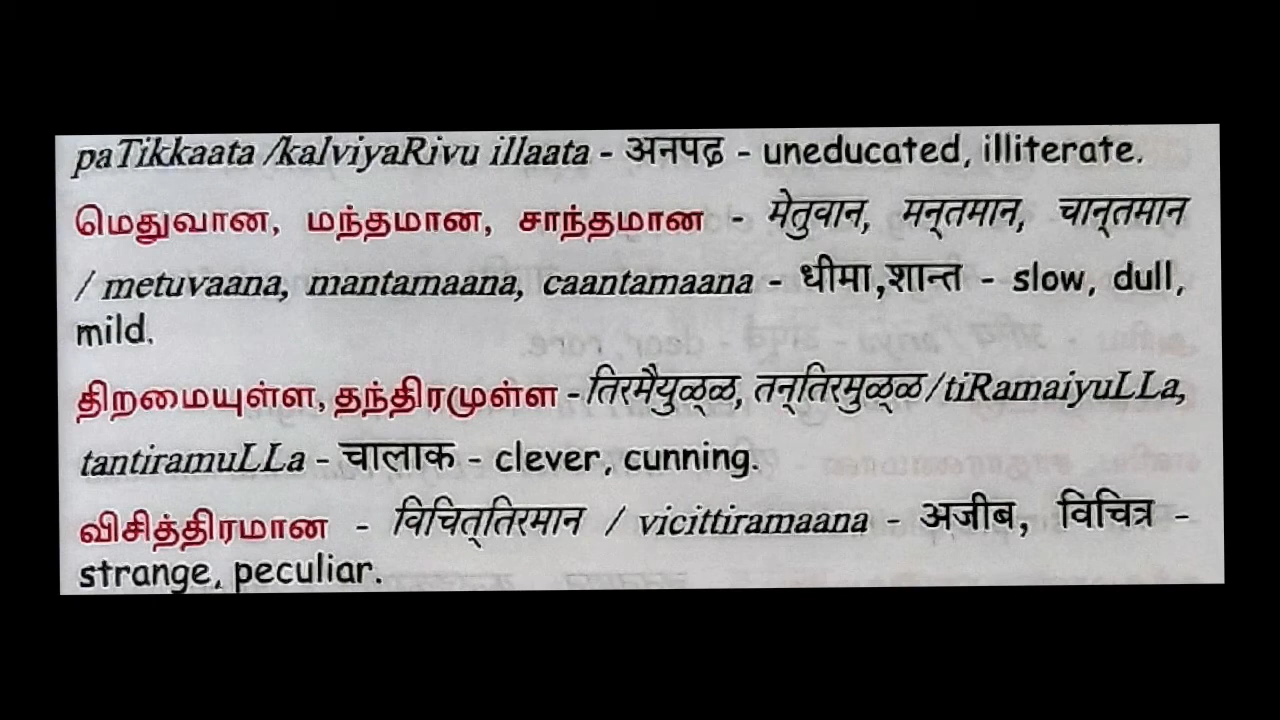 paTikkaata /kalviyaRivu illaata - अनपढ़ - uneducated, illiterate.
மெதுவான, மந்தமான, சாந்தமான - मेतुवान, मन्‌तमान, चान्‌तमान
/ metuvaana, mantamaana, caantamaana - धीमा,शान्त - slow, dull,
mild.
திறமையுள்ள, தந்திரமுள்ள - तिरमैयुळ्ळ, तन्‌तिरमुळ्ळ/tiRamaiyuLLa,
tantiramuLLa - चालाक - clever, cunning.
விசித்திரமான - विचित्‌तिरमान / vicittiramaana - अजीब, विचित्र -
strange, peculiar.